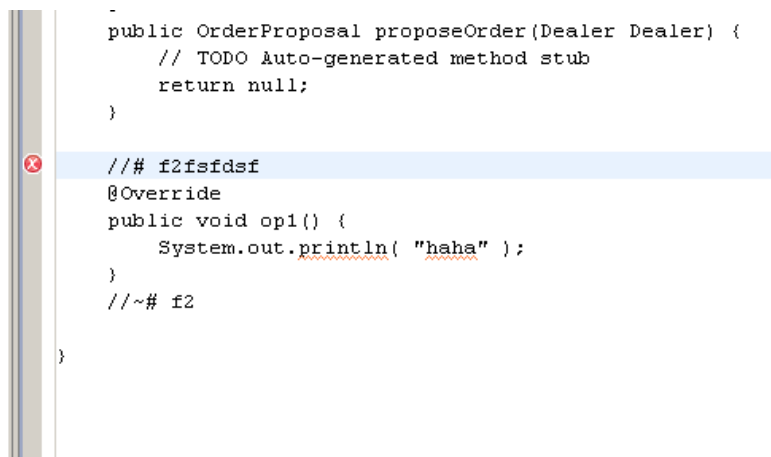 public OrderProposal proposeOrder(Dealer Dealer) {
// TODO Auto-generated method stub
return null;
}
//# f2fsfdsf
@Override
public void op1() {
System.out.println( "haha" );
}
//~# f2
}